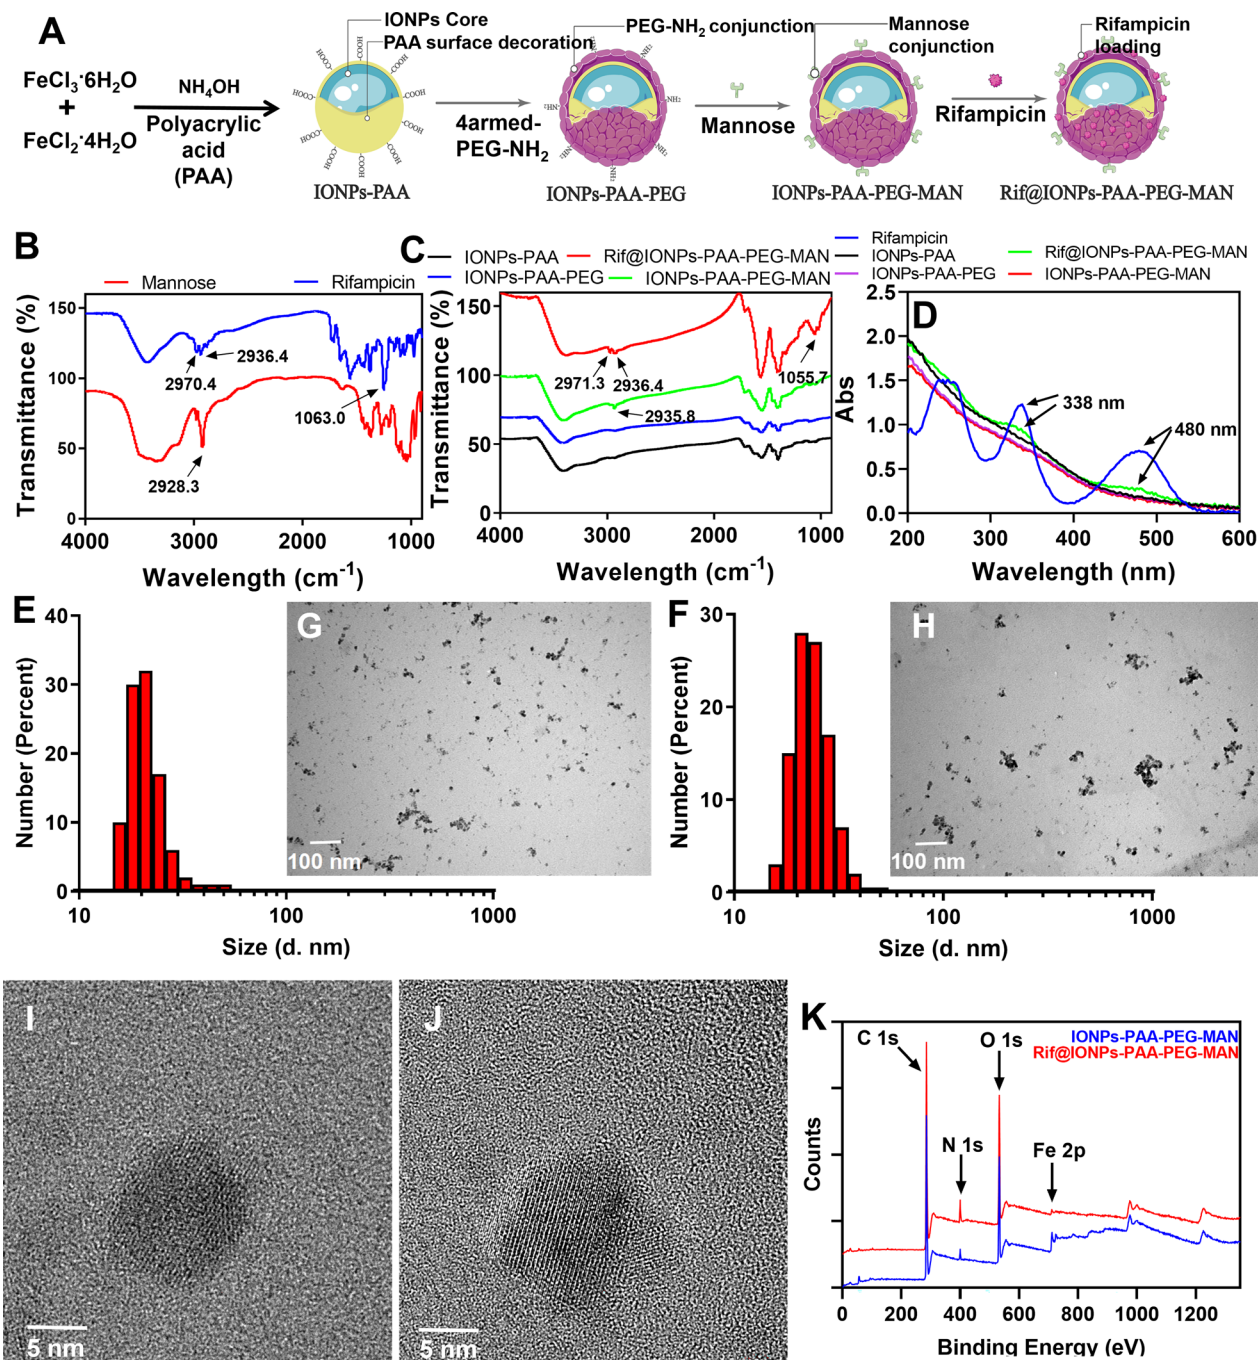 A
IONPs Core
PAA surface decoration
PEG-NH2 conjunction
Mannose
conjunction
Rifampicin
loading
FeCl3·6H2O
+
FeCl2·4H2O
NH4OH
Polyacrylic
acid
(PAA)
HOOC
COOH
4armed-
PEG-NH2
NH2
H2N
Mannose
Rifampicin
IONPs-PAA
IONPs-PAA-PEG
IONPs-PAA-PEG-MAN
Rif@IONPs-PAA-PEG-MAN
B
Mannose
Rifampicin
Transmittance (%)
150
100
50
0
2936.4
2970.4
1063.0
2928.3
4000 3000 2000 1000
Wavelength (cm-1)
C
IONPs-PAA
Rif@IONPs-PAA-PEG-MAN
IONPs-PAA-PEG
IONPs-PAA-PEG-MAN
Transmittance (%)
150
100
50
0
2971.3
2936.4
1055.7
2935.8
4000 3000 2000 1000
Wavelength (cm-1)
Rifampicin
IONPs-PAA
Rif@IONPs-PAA-PEG-MAN
IONPs-PAA-PEG
IONPs-PAA-PEG-MAN
D
Abs
2.5
2.0
1.5
1.0
0.5
0.0
338 nm
480 nm
200 300 400 500 600
Wavelength (nm)
E
Number (Percent)
40
30
20
10
0
10 100 1000
Size (d. nm)
G
100 nm
F
Number (Percent)
30
20
10
0
10 100 1000
Size (d. nm)
H
100 nm
I
5 nm
J
5 nm
K
IONPs-PAA-PEG-MAN
Rif@IONPs-PAA-PEG-MAN
C 1s
O 1s
N 1s
Fe 2p
Counts
0 200 400 600 800 1000 1200
Binding Energy (eV)